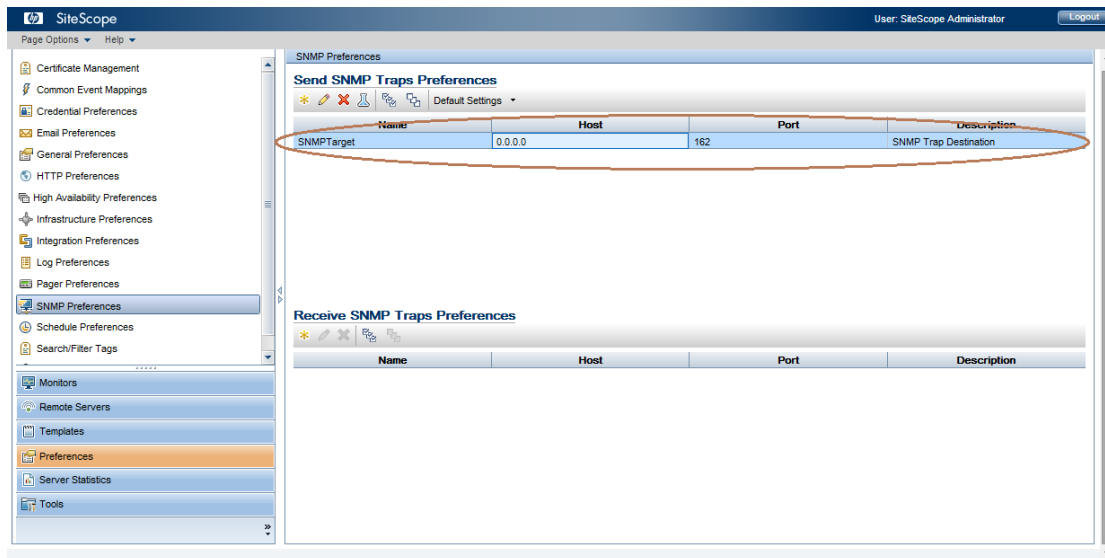 hp SiteScope User: SiteScope Administrator Logout
Page Options Help
Certificate Management
Common Event Mappings
Credential Preferences
Email Preferences
General Preferences
HTTP Preferences
High Availability Preferences
Infrastructure Preferences
Integration Preferences
Log Preferences
Pager Preferences
SNMP Preferences
Schedule Preferences
Search/Filter Tags
Monitors
Remote Servers
Templates
Preferences
Server Statistics
Tools
SNMP Preferences
Send SNMP Traps Preferences
Default Settings
Name Host Port Description
SNMPTarget 0.0.0.0 162 SNMP Trap Destination
Receive SNMP Traps Preferences
Name Host Port Description